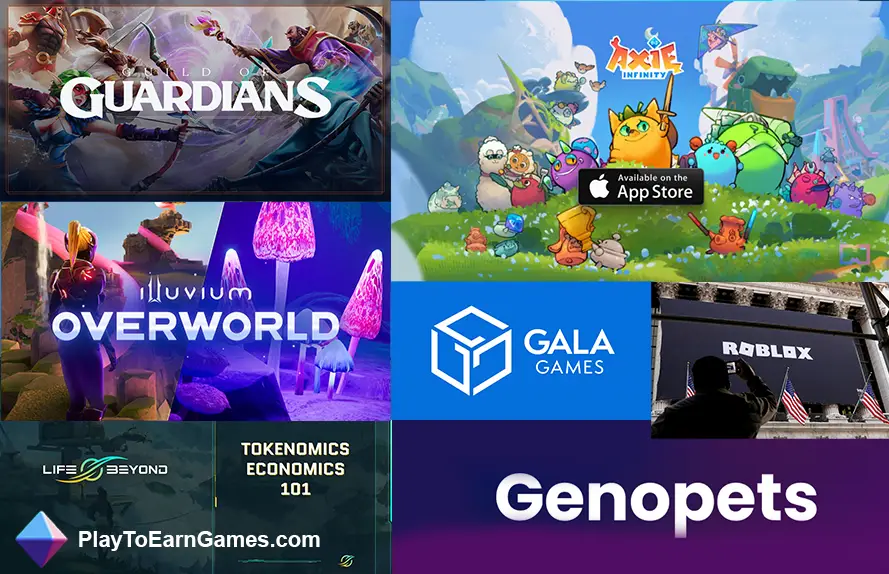 GUILD OF
GUARDIANS
AXIE
INFINITY
Available on the
App Store
illuvium
OVERWORLD
GALA
GAMES
ROBLOX
LIFE BEYOND
TOKENOMICS
ECONOMICS
101
Genopets
PlayToEarnGames.com